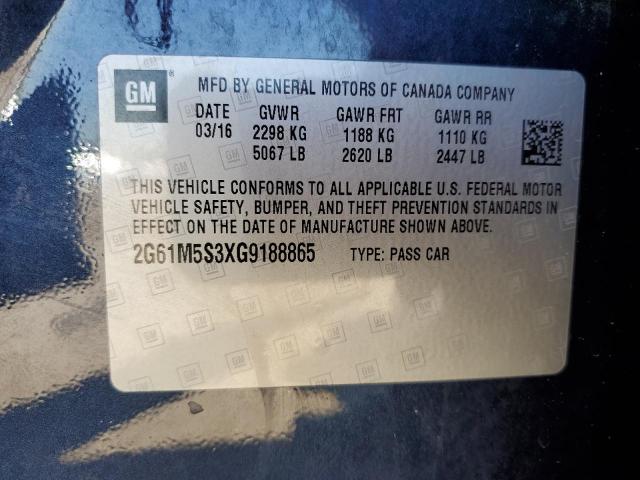 GM
MFD BY GENERAL MOTORS OF CANADA COMPANY
DATE GVWR GAWR FRT GAWR RR
03/16 2298 KG 1188 KG 1110 KG
5067 LB 2620 LB 2447 LB
THIS VEHICLE CONFORMS TO ALL APPLICABLE U.S. FEDERAL MOTOR
VEHICLE SAFETY, BUMPER, AND THEFT PREVENTION STANDARDS IN
EFFECT ON THE DATE OF MANUFACTURE SHOWN ABOVE.
2G61M5S3XG9188865 TYPE: PASS CAR